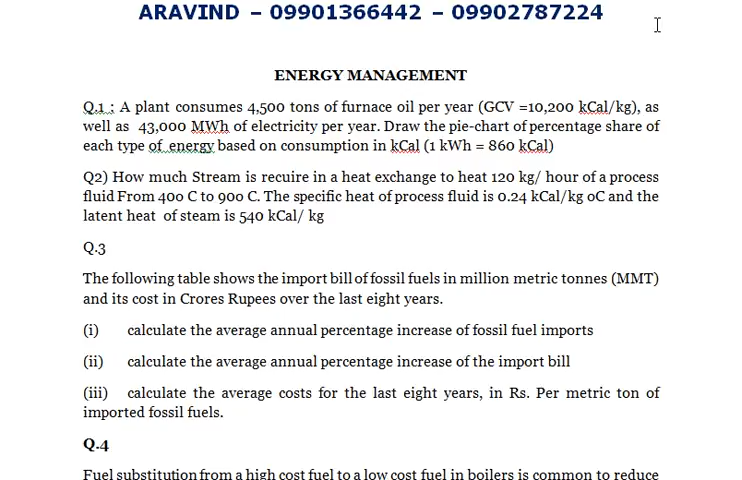 ARAVIND – 09901366442 – 09902787224
ENERGY MANAGEMENT
Q.1 : A plant consumes 4,500 tons of furnace oil per year (GCV =10,200 kCal/kg), as
well as 43,000 MWh of electricity per year. Draw the pie-chart of percentage share of
each type of energy based on consumption in kCal (1 kWh = 860 kCal)
Q2) How much Stream is recuire in a heat exchange to heat 120 kg/ hour of a process
fluid From 40o C to 90o C. The specific heat of process fluid is 0.24 kCal/kg oC and the
latent heat of steam is 540 kCal/ kg
Q.3
The following table shows the import bill of fossil fuels in million metric tonnes (MMT)
and its cost in Crores Rupees over the last eight years.
(i) calculate the average annual percentage increase of fossil fuel imports
(ii) calculate the average annual percentage increase of the import bill
(iii) calculate the average costs for the last eight years, in Rs. Per metric ton of
imported fossil fuels.
Q.4
Fuel substitution from a high cost fuel to a low cost fuel in boilers is common to reduce